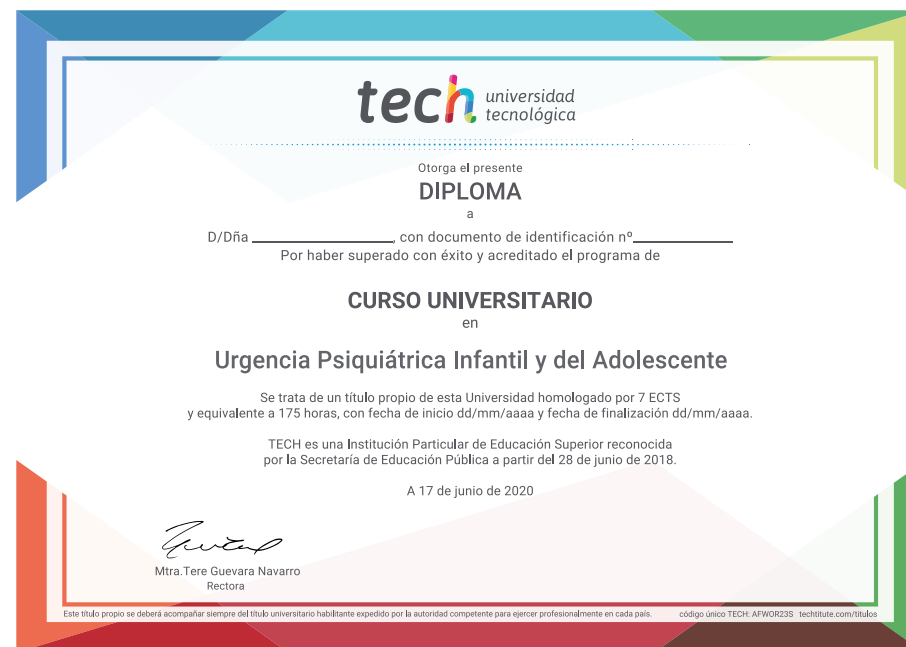 tech universidad
tecnológica
Otorga el presente
DIPLOMA
a
D/Dña ____________________, con documento de identificación nº______________
Por haber superado con éxito y acreditado el programa de
CURSO UNIVERSITARIO
en
Urgencia Psiquiátrica Infantil y del Adolescente
Se trata de un título propio de esta Universidad homologado por 7 ECTS
y equivalente a 175 horas, con fecha de inicio dd/mm/aaaa y fecha de finalización dd/mm/aaaa.
TECH es una Institución Particular de Educación Superior reconocida
por la Secretaría de Educación Pública a partir del 28 de junio de 2018.
A 17 de junio de 2020
Mtra.Tere Guevara Navarro
Rectora
Este título propio se deberá acompañar siempre del título universitario habilitante expedido por la autoridad competente para ejercer profesionalmente en cada país. código único TECH: AFWOR23S techtitute.com/titulos